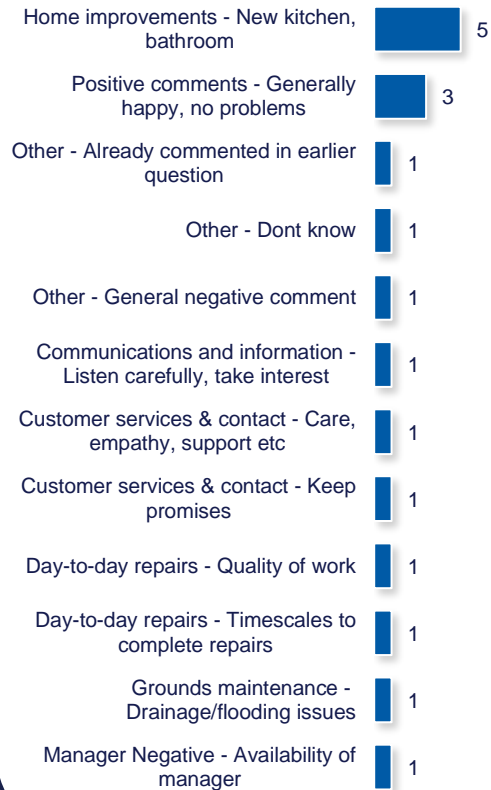 Home improvements - New kitchen,
bathroom
5
Positive comments - Generally
happy, no problems
3
Other - Already commented in earlier
question
1
Other - Dont know
1
Other - General negative comment
1
Communications and information -
Listen carefully, take interest
1
Customer services & contact - Care,
empathy, support etc
1
Customer services & contact - Keep
promises
1
Day-to-day repairs - Quality of work
1
Day-to-day repairs - Timescales to
complete repairs
1
Grounds maintenance -
Drainage/flooding issues
1
Manager Negative - Availability of
manager
1